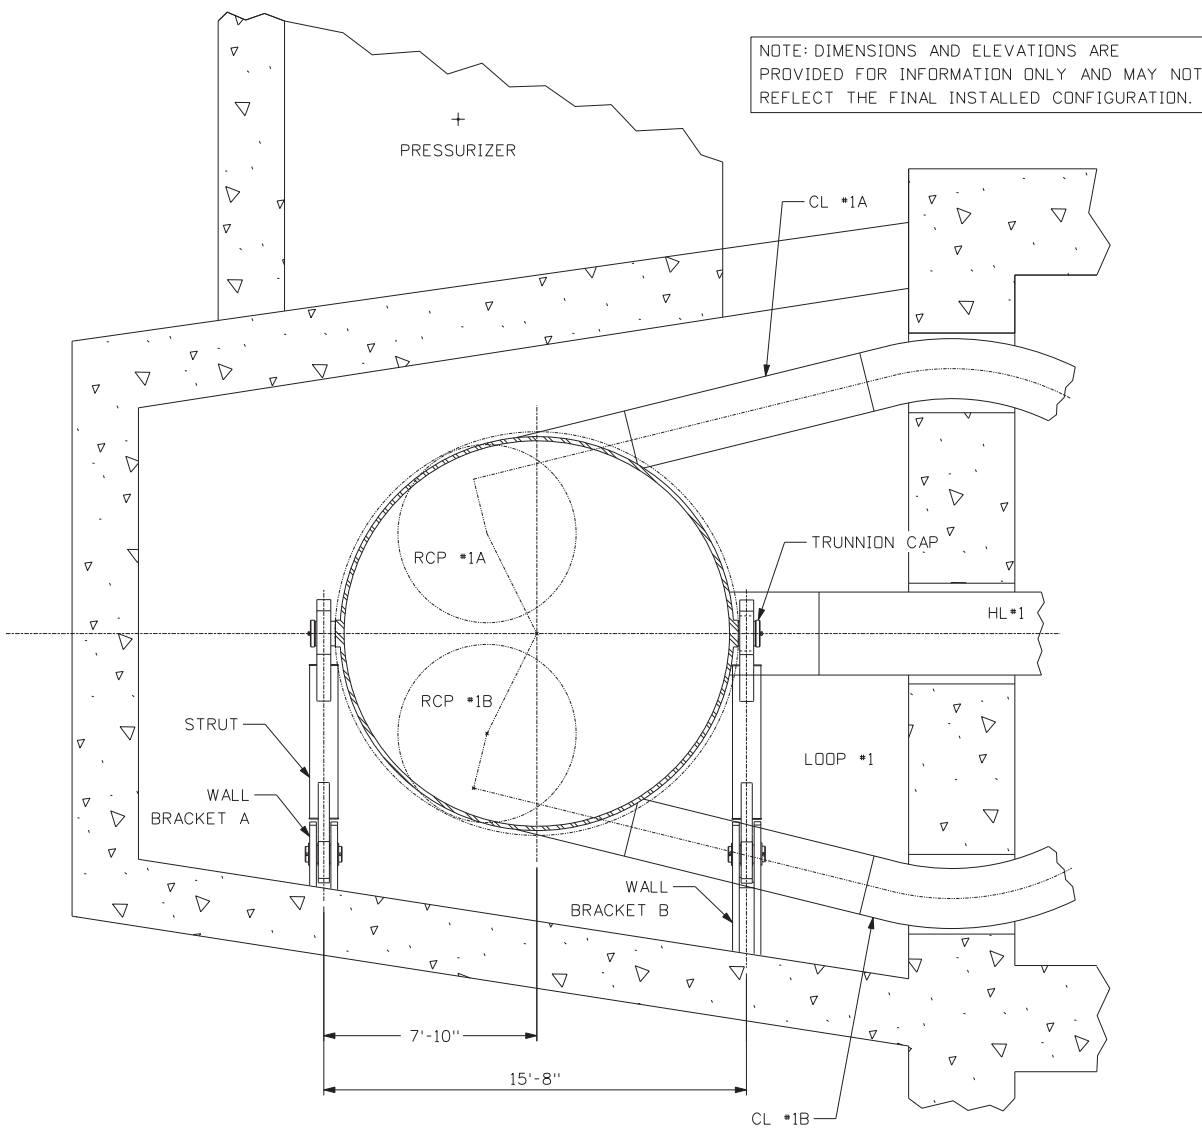 NOTE: DIMENSIONS AND ELEVATIONS ARE
PROVIDED FOR INFORMATION ONLY AND MAY NOT
REFLECT THE FINAL INSTALLED CONFIGURATION.
PRESSURIZER
CL #1A
TRUNNION CAP
RCP #1A
HL#1
RCP #1B
STRUT
LOOP #1
WALL
BRACKET A
WALL
BRACKET B
7'-10"
15'-8"
CL #1B